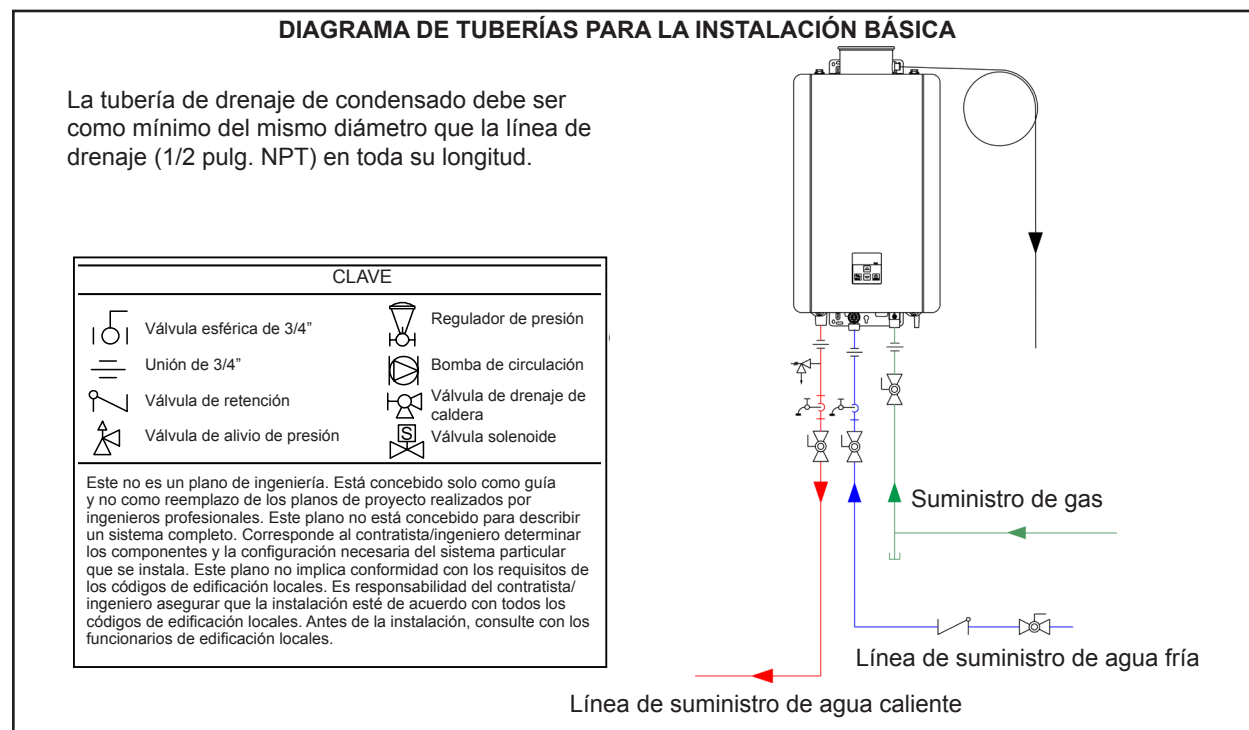 DIAGRAMA DE TUBERÍAS PARA LA INSTALACIÓN BÁSICA
La tubería de drenaje de condensado debe ser
como mínimo del mismo diámetro que la línea de
drenaje (1/2 pulg. NPT) en toda su longitud.
CLAVE
Válvula esférica de 3/4”
Regulador de presión
Unión de 3/4”
Bomba de circulación
Válvula de retención
Válvula de drenaje de
caldera
Válvula de alivio de presión
S
Válvula solenoide
Este no es un plano de ingeniería. Está concebido solo como guía
y no como reemplazo de los planos de proyecto realizados por
ingenieros profesionales. Este plano no está concebido para describir
un sistema completo. Corresponde al contratista/ingeniero determinar
los componentes y la configuración necesaria del sistema particular
que se instala. Este plano no implica conformidad con los requisitos de
los códigos de edificación locales. Es responsabilidad del contratista/
ingeniero asegurar que la instalación esté de acuerdo con todos los
códigos de edificación locales. Antes de la instalación, consulte con los
funcionarios de edificación locales.
Suministro de gas
Línea de suministro de agua fría
Línea de suministro de agua caliente